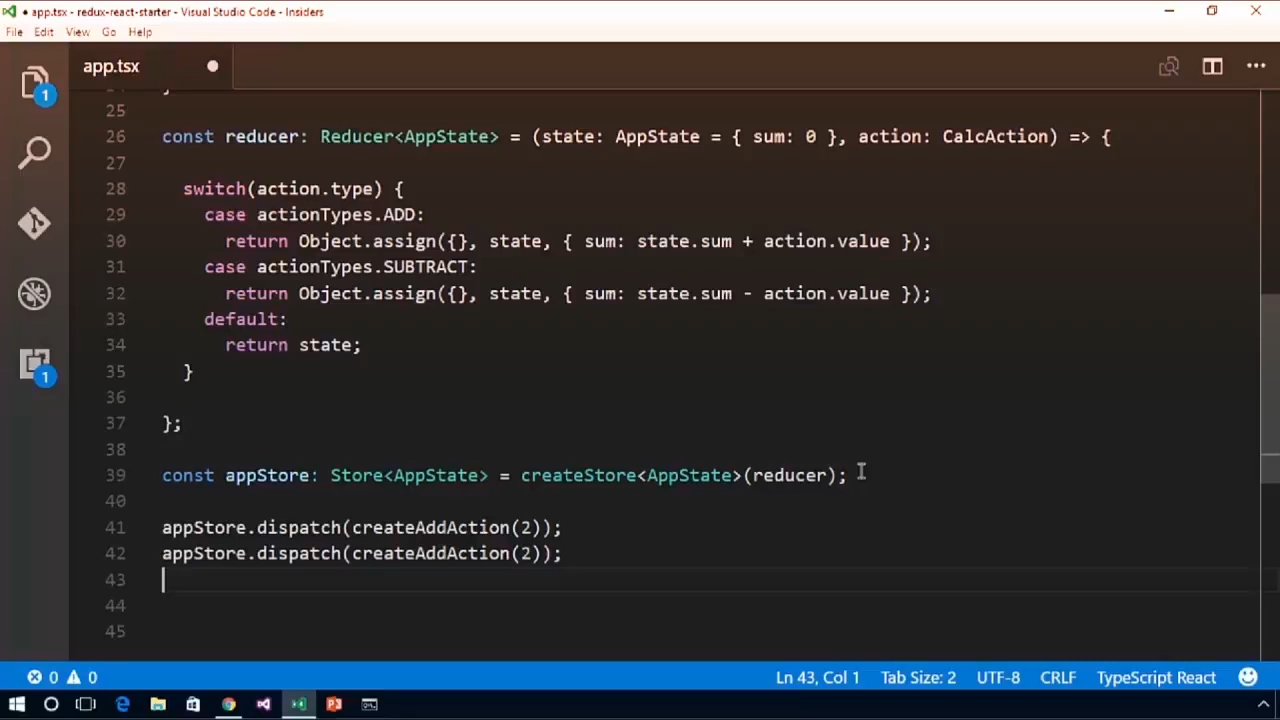 app.tsx - redux-react-starter - Visual Studio Code - Insiders
File Edit View Go Help
app.tsx
1
1
25
26 const reducer: Reducer<AppState> = (state: AppState = { sum: 0 }, action: CalcAction) => {
27
28 switch(action.type) {
29 case actionTypes.ADD:
30 return Object.assign({}, state, { sum: state.sum + action.value });
31 case actionTypes.SUBTRACT:
32 return Object.assign({}, state, { sum: state.sum - action.value });
33 default:
34 return state;
35 }
36
37 };
38
39 const appStore: Store<AppState> = createStore<AppState>(reducer);
40
41 appStore.dispatch(createAddAction(2));
42 appStore.dispatch(createAddAction(2));
43
44
45
0 0 Ln 43, Col 1 Tab Size: 2 UTF-8 CRLF TypeScript React